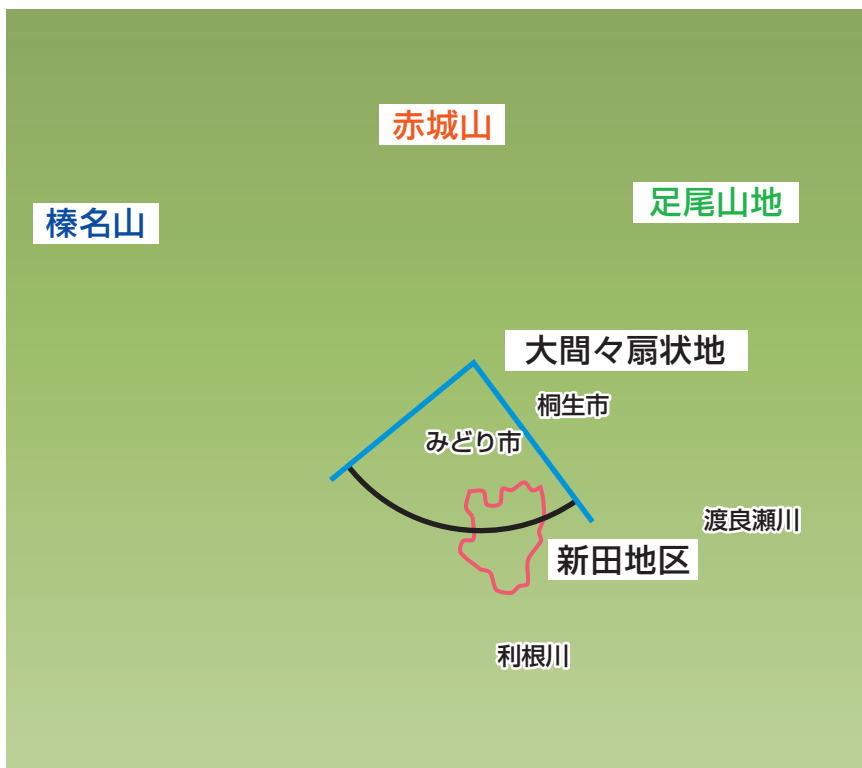 赤城山
足尾山地
榛名山
大間々扇状地
桐生市
みどり市
渡良瀬川
新田地区
利根川